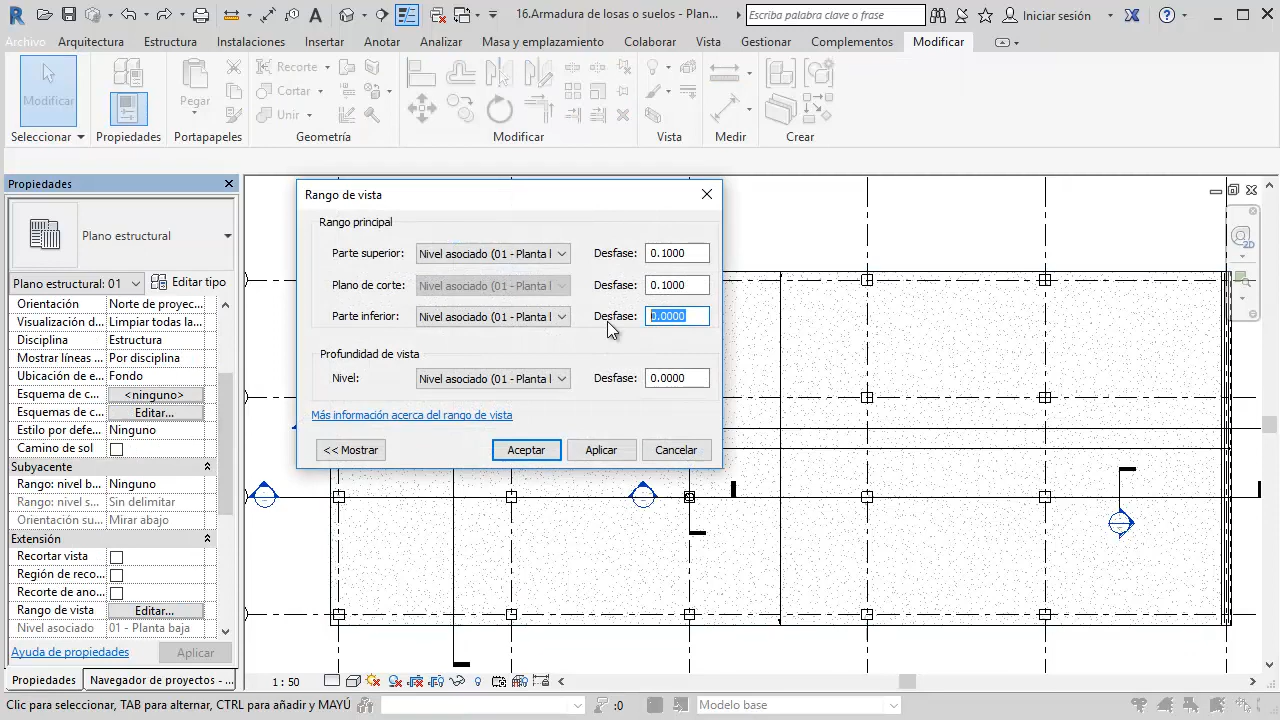 16.Armadura de losas o suelos - Plan...
Escriba palabra clave o frase
Iniciar sesión
Archivo
Arquitectura
Estructura
Instalaciones
Insertar
Anotar
Analizar
Masa y emplazamiento
Colaborar
Vista
Gestionar
Complementos
Modificar
Modificar
Pegar
Recorte
Cortar
Unir
Seleccionar
Propiedades
Portapapeles
Geometría
Modificar
Vista
Medir
Crear
Propiedades
Plano estructural
Plano estructural: 01
Editar tipo
Orientación Norte de proyec...
Visualización d... Limpiar todas la...
Disciplina Estructura
Mostrar líneas ... Por disciplina
Ubicación de e... Fondo
Esquema de c... <ninguno>
Esquemas de c... Editar...
Estilo por defe... Ninguno
Camino de sol
Subyacente
Rango: nivel b... Ninguno
Rango: nivel s... Sin delimitar
Orientación su... Mirar abajo
Extensión
Recortar vista
Región de reco...
Recorte de ano...
Rango de vista Editar...
Nivel asociado 01 - Planta baja
Ayuda de propiedades
Aplicar
Propiedades
Navegador de proyectos - ...
Rango de vista
Rango principal
Parte superior: Nivel asociado (01 - Planta l Desfase: 0.1000
Plano de corte: Nivel asociado (01 - Planta l Desfase: 0.1000
Parte inferior: Nivel asociado (01 - Planta l Desfase: 0.0000
Profundidad de vista
Nivel: Nivel asociado (01 - Planta l Desfase: 0.0000
Más información acerca del rango de vista
<< Mostrar
Aceptar
Aplicar
Cancelar
2D
1 : 50
Clic para seleccionar, TAB para alternar, CTRL para añadir y MAYÚ
:0
Modelo base